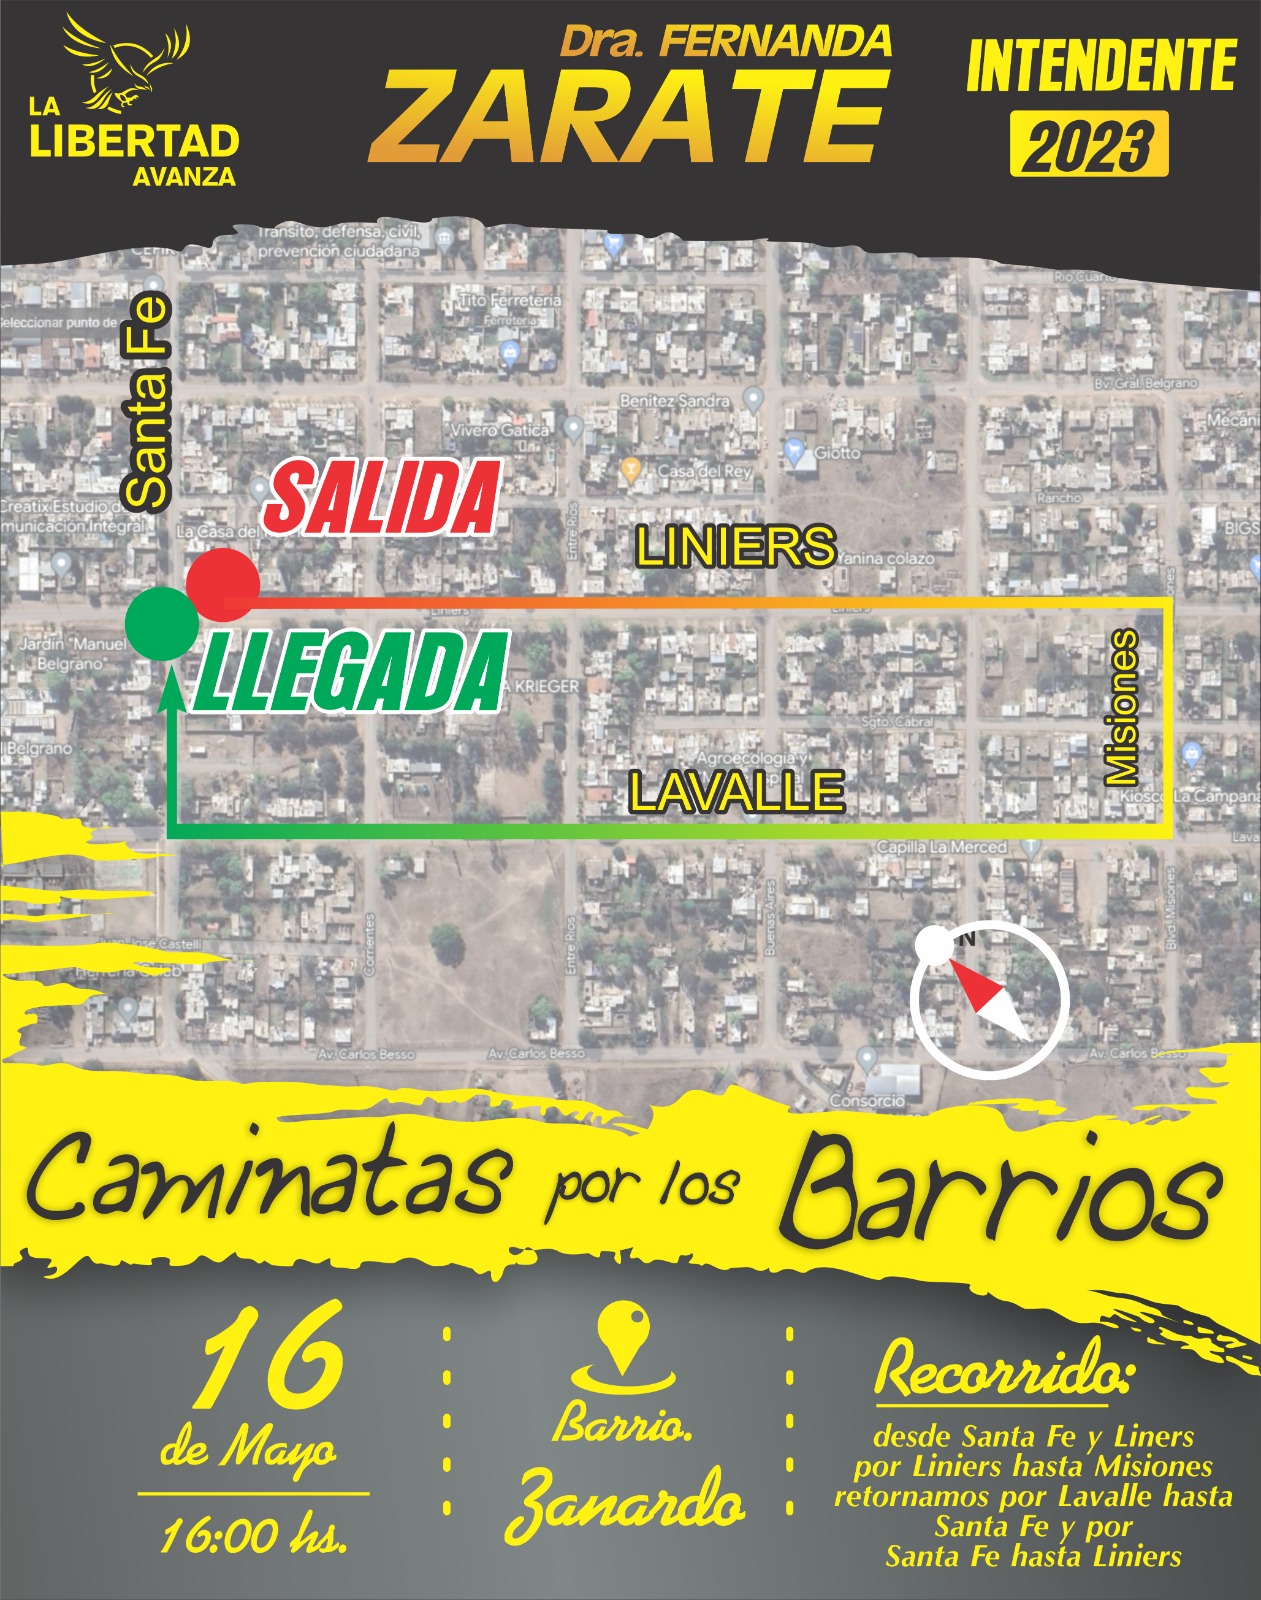 LA
LIBERTAD
AVANZA
Dra. FERNANDA
ZARATE
INTENDENTE
2023
Tránsito, defensa, civil,
prevención ciudadana
Río Cuarto
Seleccionar punto de
Tito Ferreteria
Ferretería
Santa Fe
Bv. Gral. Belgrano
Benitez Sandra
Vivero Gatica
Mecáni
Giotto
Casa del Rey
SALIDA
Rancho
Creatix Estudio de
municación Integral
La Casa del
Entre Ríos
LINIERS
Yanina colazo
BIGS
Liniers
Liniers
Jardín "Manuel
Belgrano"
LLEGADA
A KRIEGER
Misiones
Sgto. Cabral
l Belgrano
Agroecología y
LAVALLE
Kiosco La Campana
Lava
Capilla La Merced
Corrientes
Entre Ríos
Buenos Aires
Blvd. Misiones
N
Juan José Castelli
Herrería Caleb
Av. Carlos Besso
Av. Carlos Besso
Av. Carlos Besso
Consorcio
Caminatas por los Barrios
16
de Mayo
16:00 hs.
Barrio.
Zanardo
Recorrido:
desde Santa Fe y Liners
por Liniers hasta Misiones
retornamos por Lavalle hasta
Santa Fe y por
Santa Fe hasta Liniers